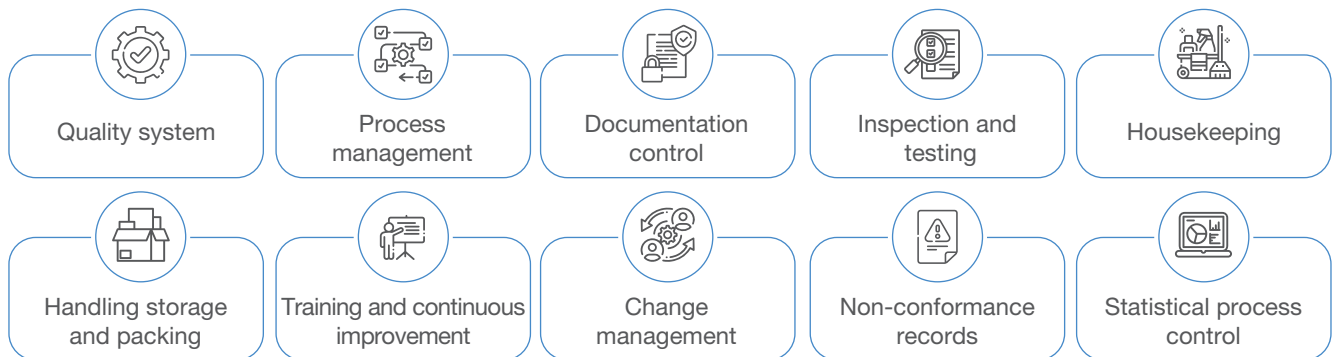 Quality system
Process
management
Documentation
control
Inspection and
testing
Housekeeping
Handling storage
and packing
Training and continuous
improvement
Change
management
Non-conformance
records
Statistical process
control